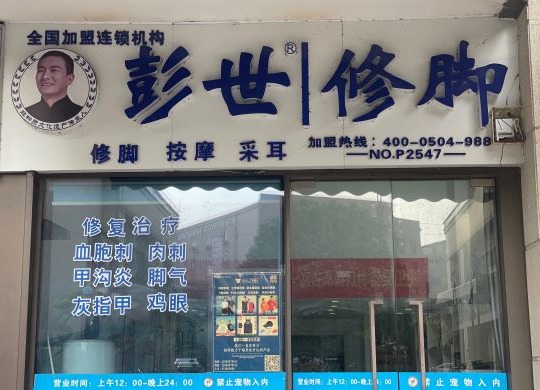 全国加盟连锁机构
彭世®修脚
修脚 按摩 采耳
加盟热线：400-0504-988
NO.P2547
修复治疗
血胞刺 肉刺
甲沟炎 脚气
灰指甲 鸡眼
营业时间：上午12：00-晚上24：00 禁止宠物入内
营业时间：上午12：00-晚上24：00 禁止宠物入内